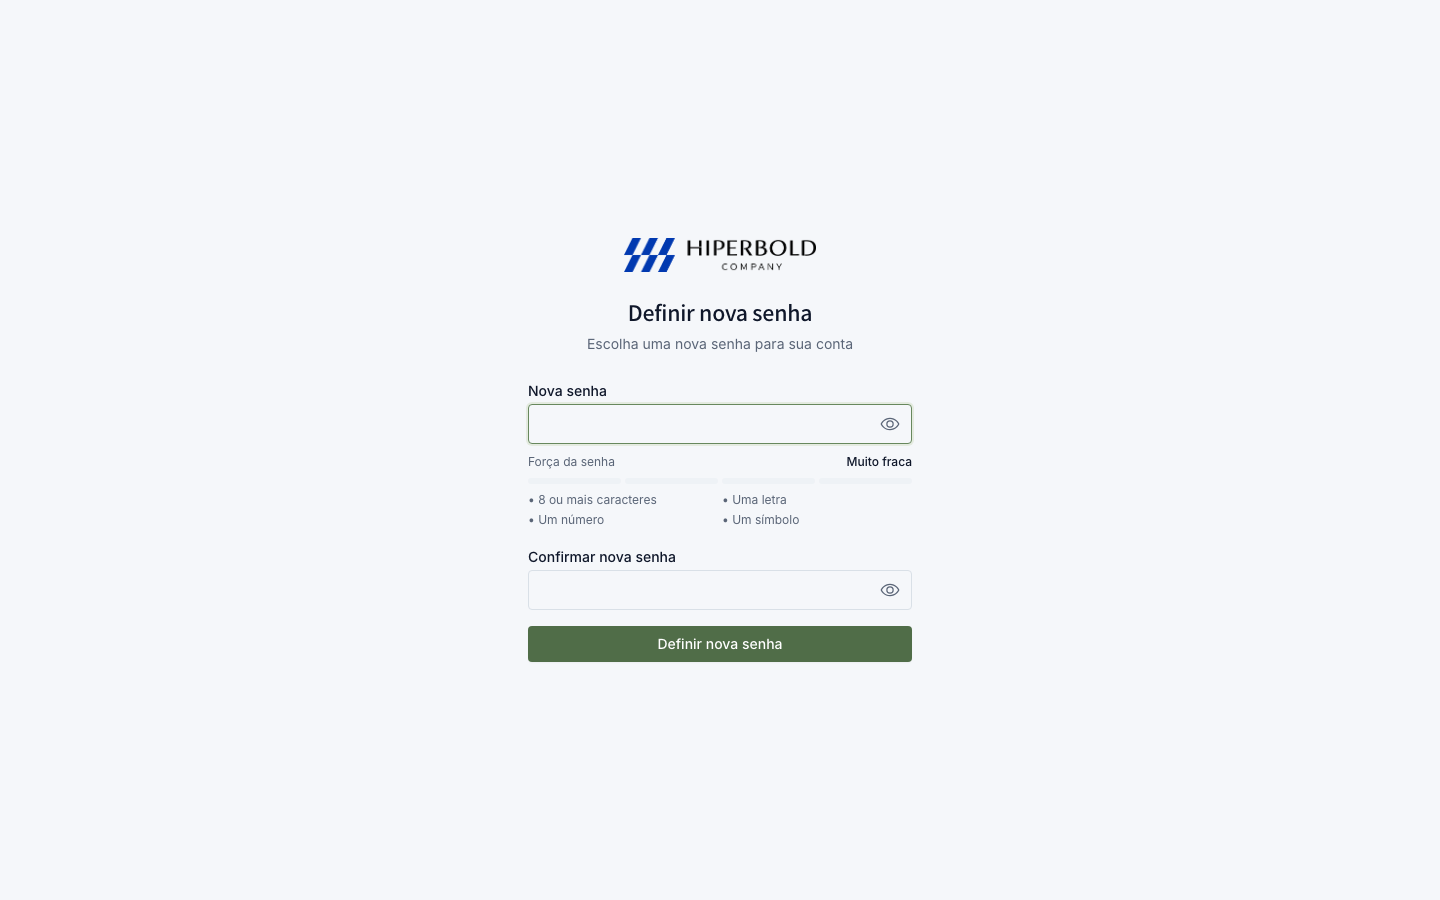 HIPERBOLD
COMPANY
Definir nova senha
Escolha uma nova senha para sua conta
Nova senha
Força da senha Muito fraca
• 8 ou mais caracteres • Uma letra
• Um número • Um símbolo
Confirmar nova senha
Definir nova senha